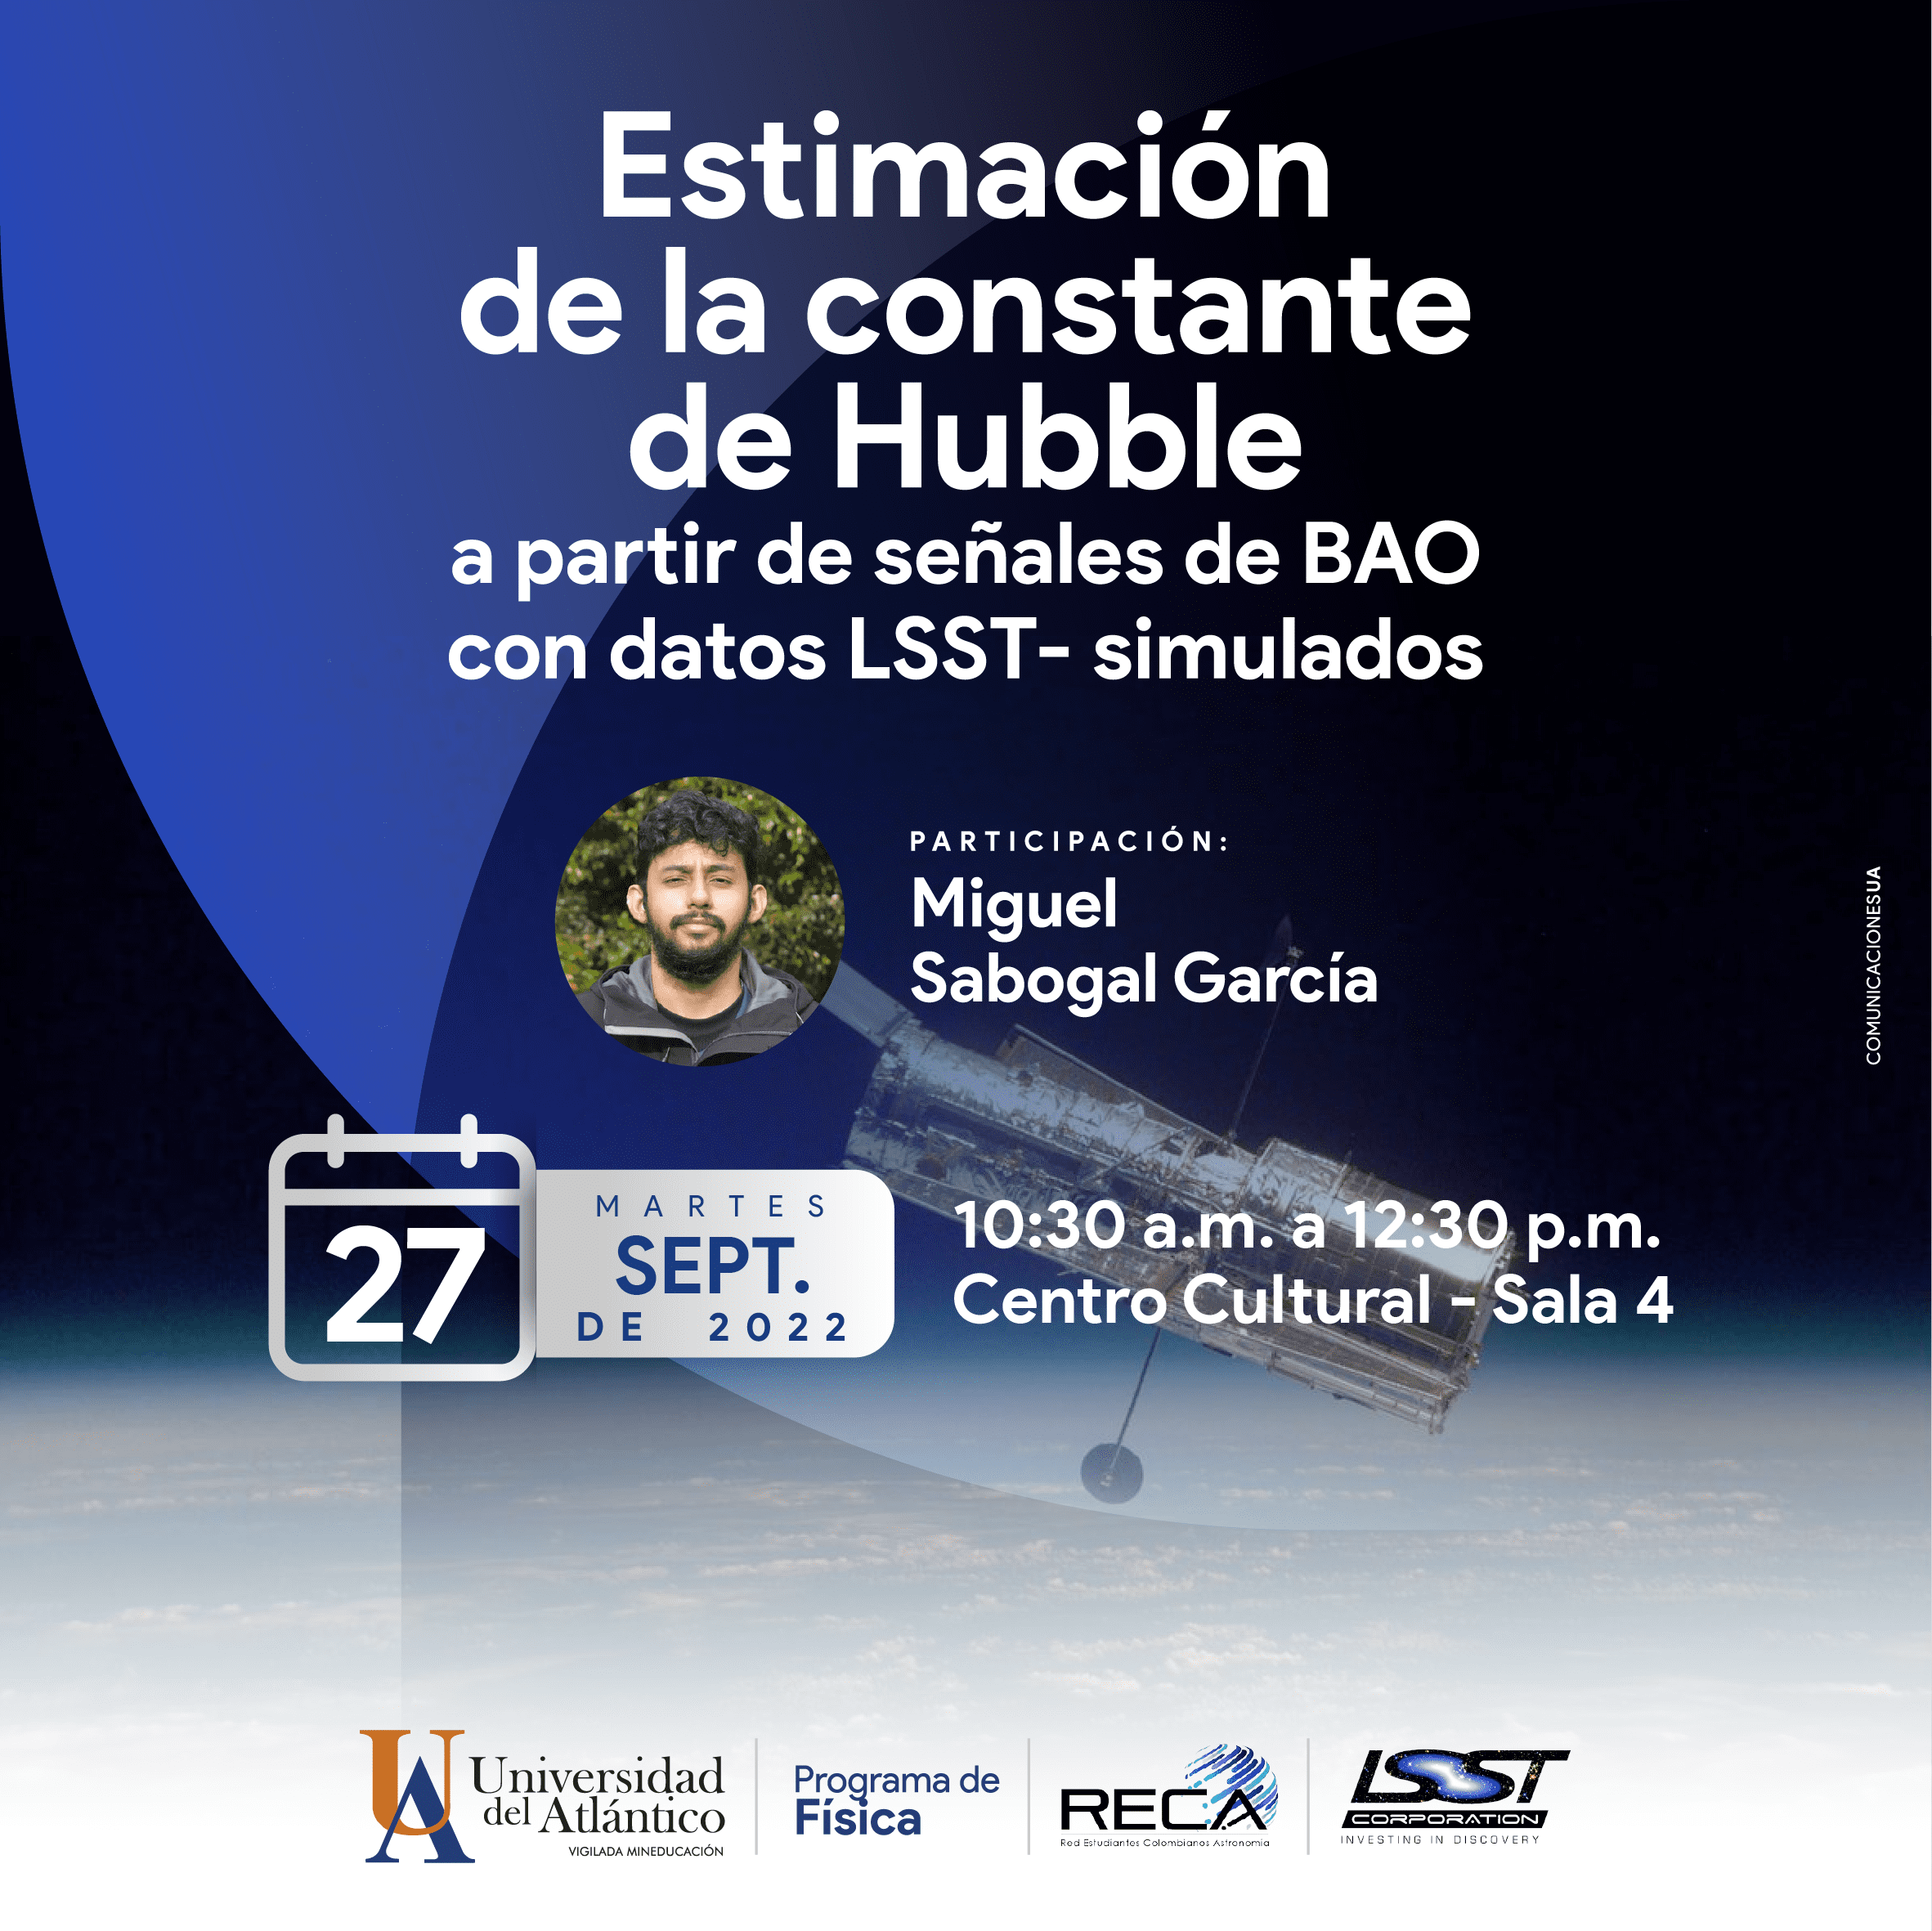 Estimación
de la constante
de Hubble
a partir de señales de BAO
con datos LSST- simulados
PARTICIPACIÓN:
Miguel
Sabogal García
COMUNICACIONESUA
27
MARTES
SEPT.
DE 2022
10:30 a.m. a 12:30 p.m.
Centro Cultural - Sala 4
UA
Universidad
del Atlántico
VIGILADA MINEDUCACIÓN
Programa de
Física
RECA
Red Estudiantes Colombianos Astronomía
LSST
CORPORATION
INVESTING IN DISCOVERY